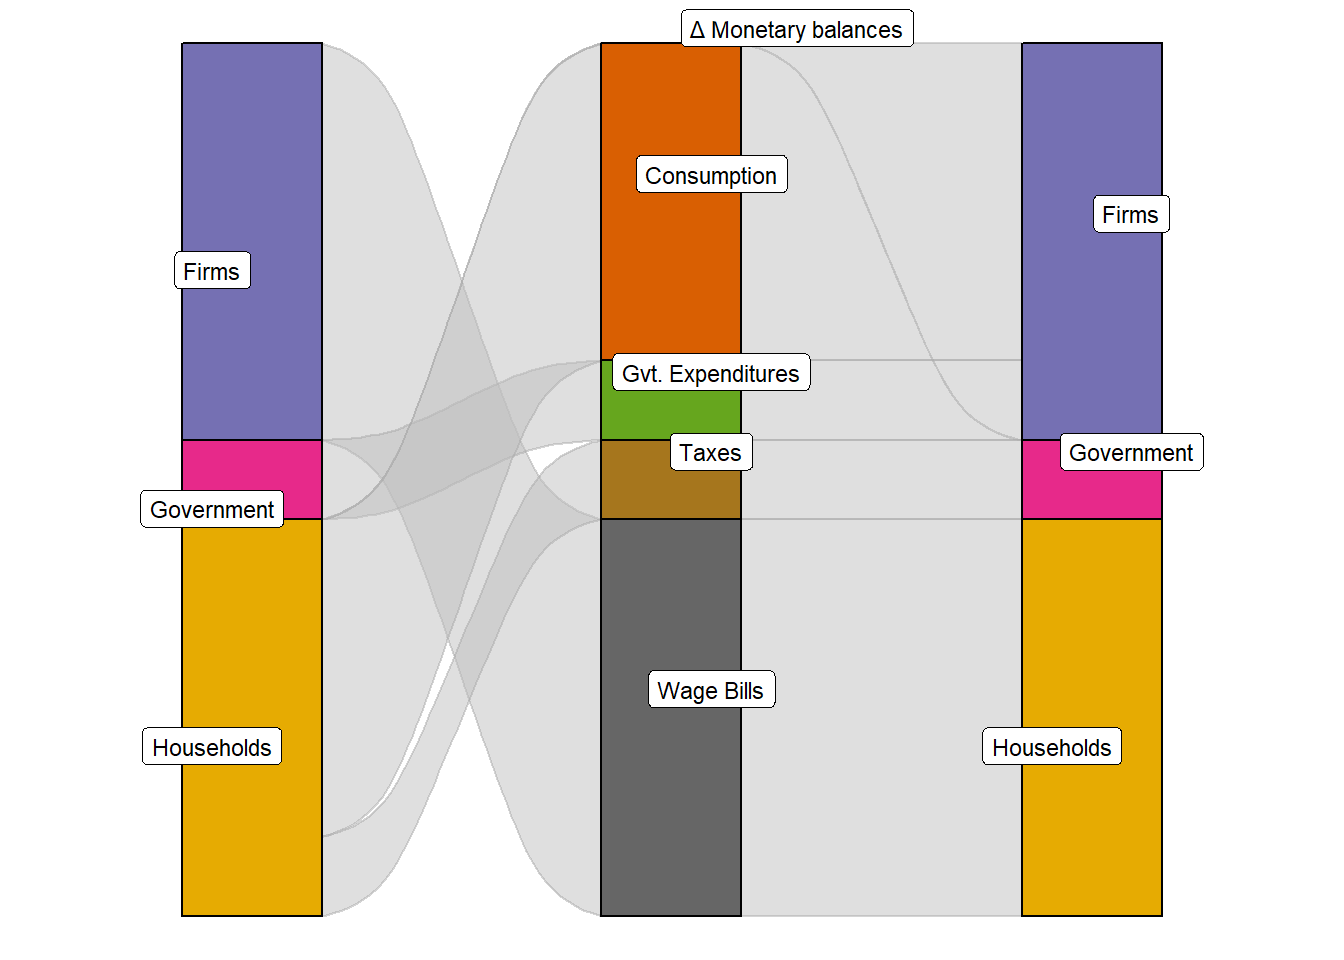 Δ Monetary balances
Consumption
Firms
Firms
Gvt. Expenditures
Taxes
Government
Government
Wage Bills
Households
Households